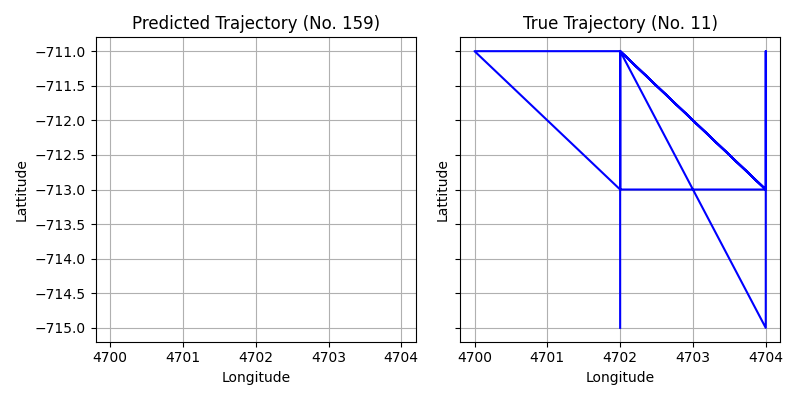 Predicted Trajectory (No. 159)
True Trajectory (No. 11)
−711.0
−711.5
−712.0
−712.5
−713.0
−713.5
−714.0
−714.5
−715.0
Lattitude
Lattitude
4700 4701 4702 4703 4704
4700 4701 4702 4703 4704
Longitude
Longitude